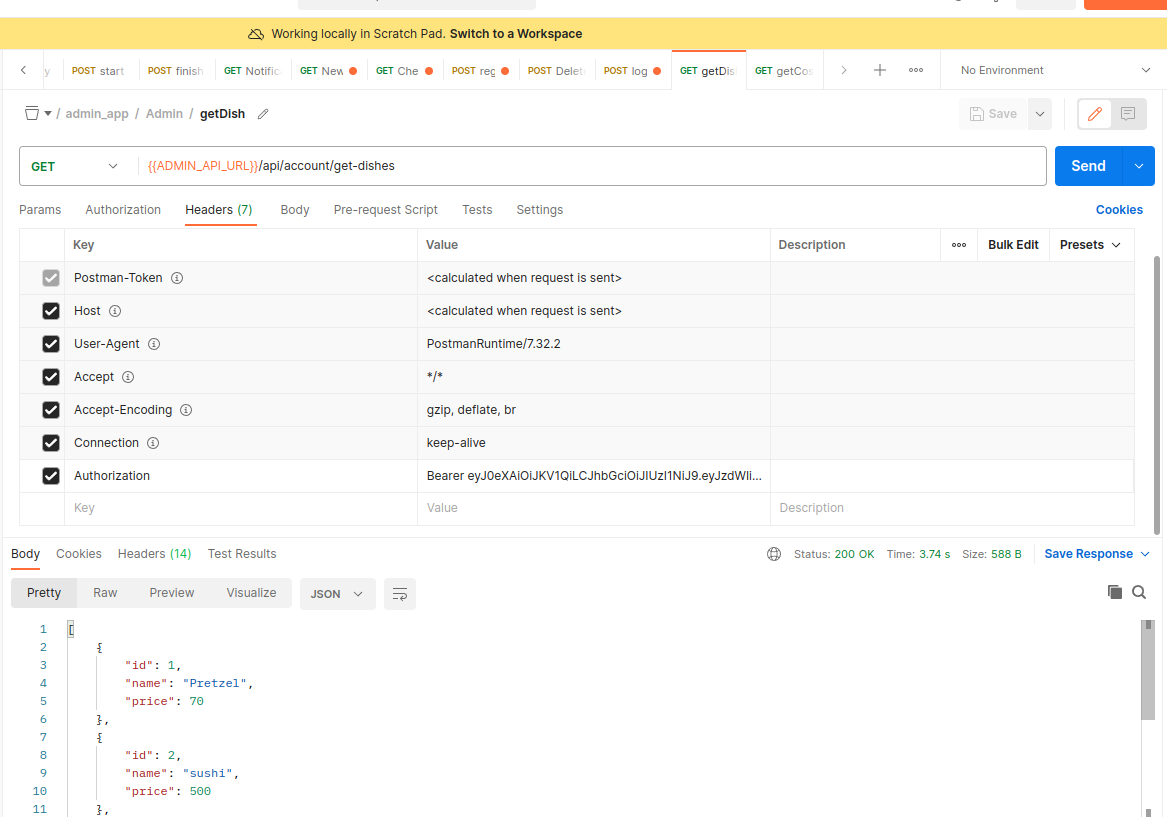 Working locally in Scratch Pad. Switch to a Workspace
y POST start POST finish GET Notific GET New GET Che POST reg POST Delet POST log GET getDis GET getCos No Environment
/ admin_app / Admin / getDish Save
GET {{ADMIN_API_URL}}/api/account/get-dishes Send
Params Authorization Headers (7) Body Pre-request Script Tests Settings Cookies
Key Value Description Bulk Edit Presets
Postman-Token <calculated when request is sent>
Host <calculated when request is sent>
User-Agent PostmanRuntime/7.32.2
Accept */*
Accept-Encoding gzip, deflate, br
Connection keep-alive
Authorization Bearer eyJ0eXAiOiJKV1QiLCJhbGciOiJIUzI1NiJ9.eyJzdWIi...
Key Value Description
Body Cookies Headers (14) Test Results Status: 200 OK Time: 3.74 s Size: 588 B Save Response
Pretty Raw Preview Visualize JSON
1 [
2 {
3 "id": 1,
4 "name": "Pretzel",
5 "price": 70
6 },
7 {
8 "id": 2,
9 "name": "sushi",
10 "price": 500
11 },